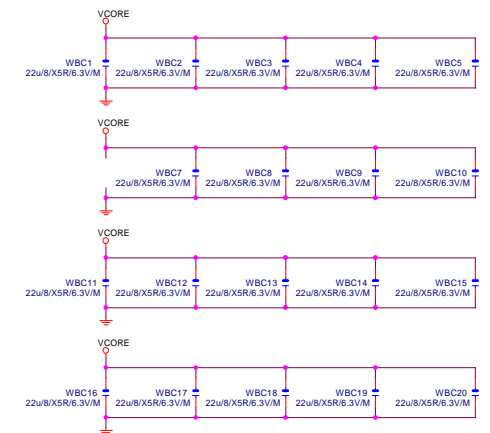 VCORE
WBC1 WBC2 WBC3 WBC4 WBC5
22u/8/X5R/6.3V/M 22u/8/X5R/6.3V/M 22u/8/X5R/6.3V/M 22u/8/X5R/6.3V/M 22u/8/X5R/6.3V/M
VCORE
WBC7 WBC8 WBC9 WBC10
22u/8/X5R/6.3V/M 22u/8/X5R/6.3V/M 22u/8/X5R/6.3V/M 22u/8/X5R/6.3V/M
VCORE
WBC11 WBC12 WBC13 WBC14 WBC15
22u/8/X5R/6.3V/M 22u/8/X5R/6.3V/M 22u/8/X5R/6.3V/M 22u/8/X5R/6.3V/M 22u/8/X5R/6.3V/M
VCORE
WBC16 WBC17 WBC18 WBC19 WBC20
22u/8/X5R/6.3V/M 22u/8/X5R/6.3V/M 22u/8/X5R/6.3V/M 22u/8/X5R/6.3V/M 22u/8/X5R/6.3V/M